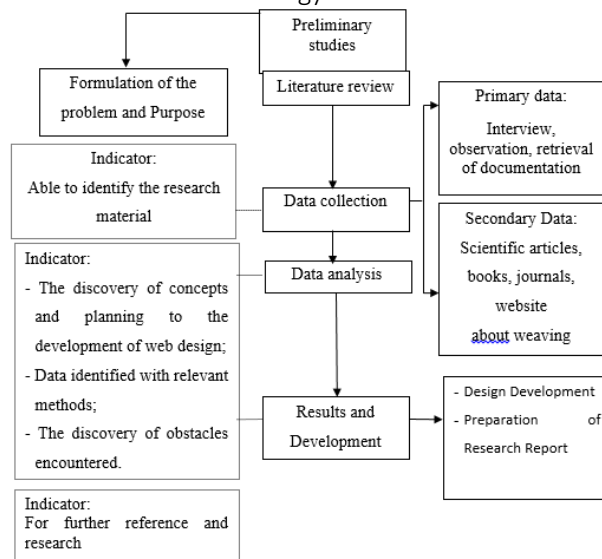 gy
Preliminary
studies
Formulation of the
problem and Purpose
Literature review
Primary data:
Interview,
observation, retrieval
of documentation
Indicator:
Able to identify the research
material
Data collection
Secondary Data:
Scientific articles,
books, journals,
website
about weaving
Indicator:
- The discovery of concepts
and planning to the
development of web design;
- Data identified with relevant
methods;
- The discovery of obstacles
encountered.
Data analysis
Results and
Development
- Design Development
- Preparation of
Research Report
Indicator:
For further reference and
research